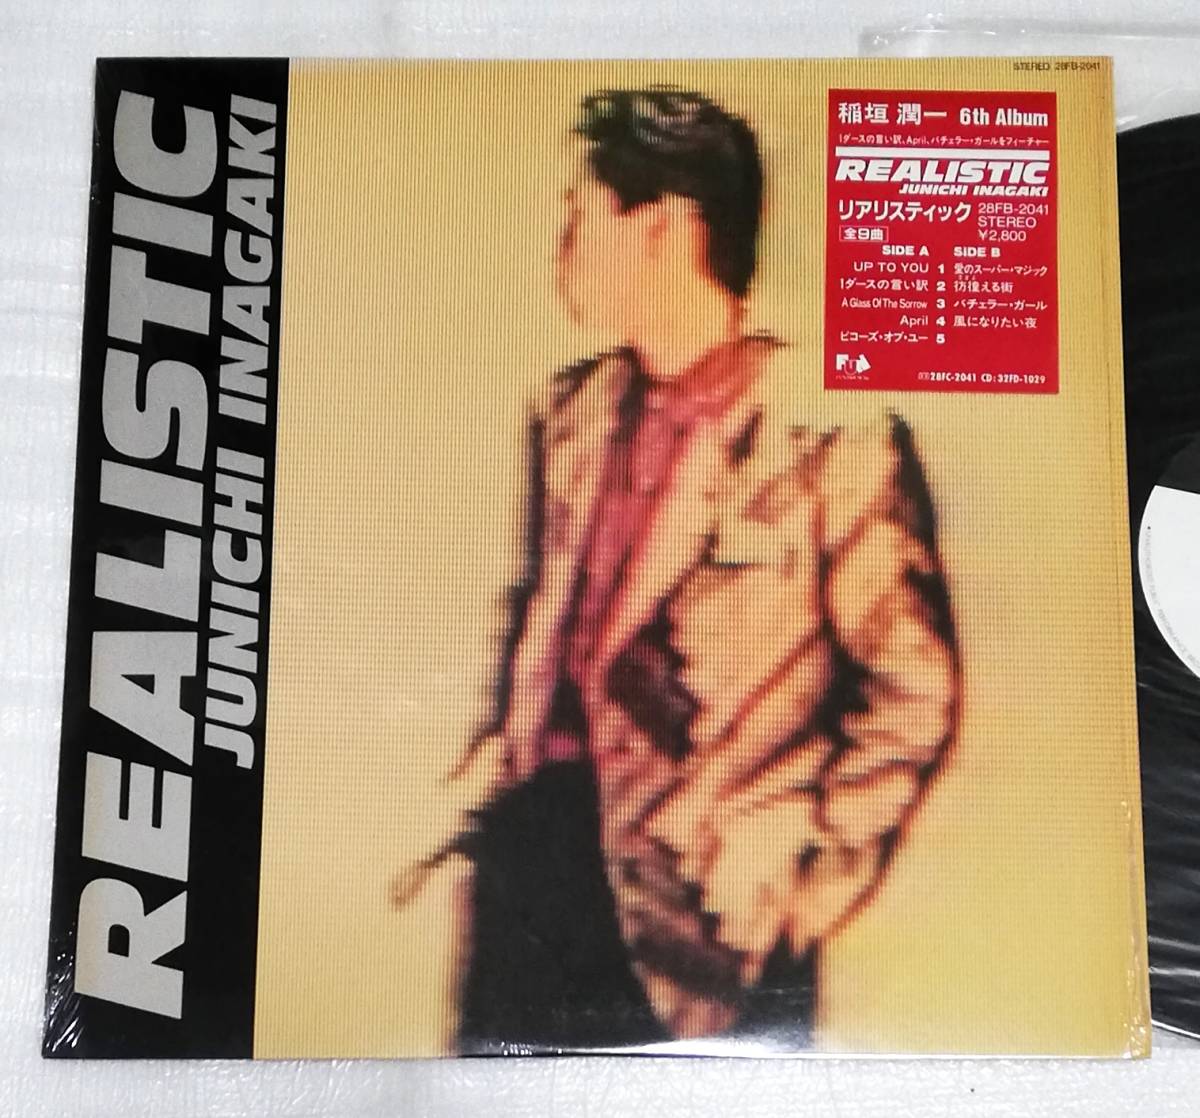 REALISTIC
JUNICHI INAGAKI
STEREO 28FB-2041
稲垣 潤一 6th Album
1ダースの言い訳、April、バチェラー・ガールをフィーチャー
REALISTIC
JUNICHI INAGAKI
リアリスティック 28FB-2041
STEREO
全9曲 ¥2,800
SIDE A SIDE B
UP TO YOU 1 愛のスーパー・マジック
1ダースの言い訳 2 彷徨える街
A Glass Of The Sorrow 3 バチェラー・ガール
April 4 風になりたい夜
ビコーズ・オブ・ユー 5
FUN
28FC-2041 CD:32FD-1029